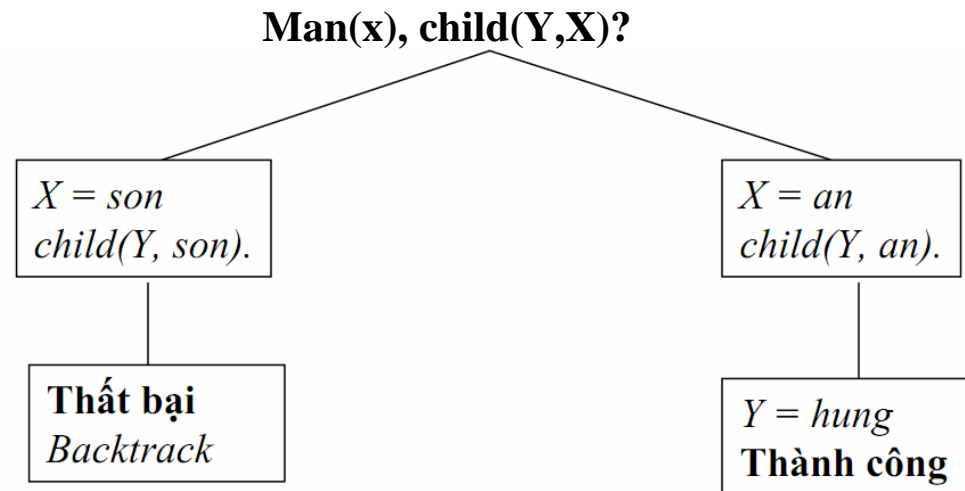 Man(x), child(Y,X)?
X = son
child(Y, son).
X = an
child(Y, an).
Thất bại
Backtrack
Y = hung
Thành công